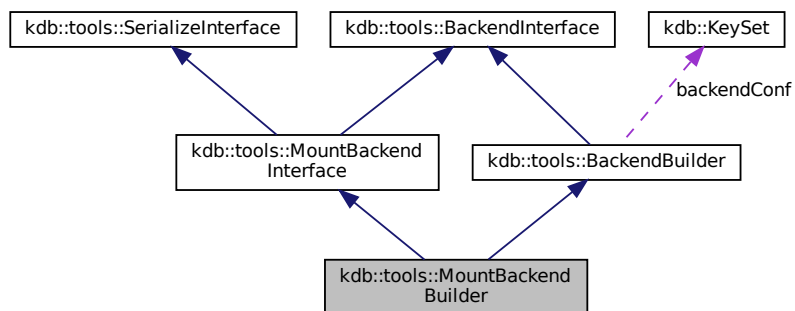 kdb::tools::SerializeInterface
kdb::tools::BackendInterface
kdb::KeySet
backendConf
kdb::tools::MountBackend
Interface
kdb::tools::BackendBuilder
kdb::tools::MountBackend
Builder